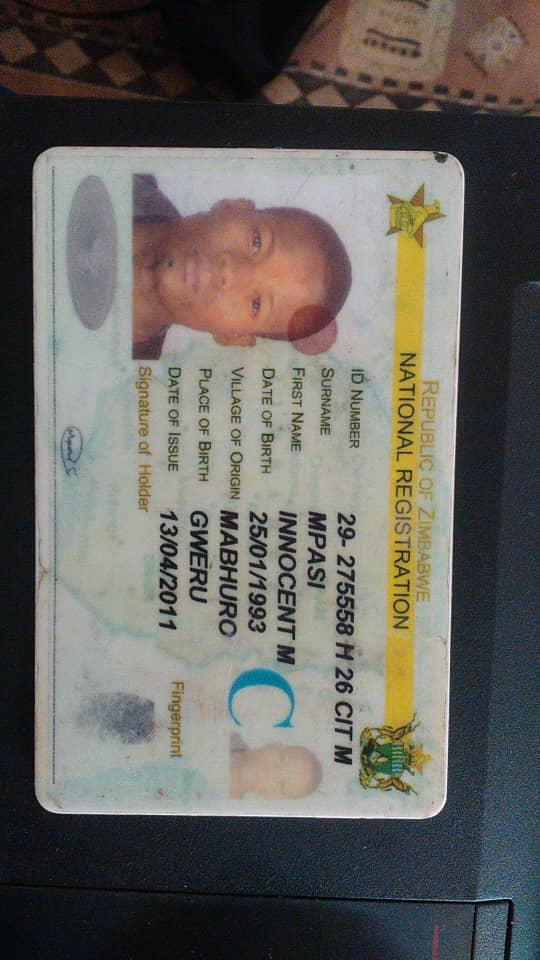 REPUBLIC OF ZIMBABWE
NATIONAL REGISTRATION
ID NUMBER 29- 275558 H 26 CIT M
SURNAME MPASI
FIRST NAME INNOCENT M
DATE OF BIRTH 25/01/1993
VILLAGE OF ORIGIN MABHURO
PLACE OF BIRTH GWERU
DATE OF ISSUE 13/04/2011
Signature of Holder
C
Fingerprint